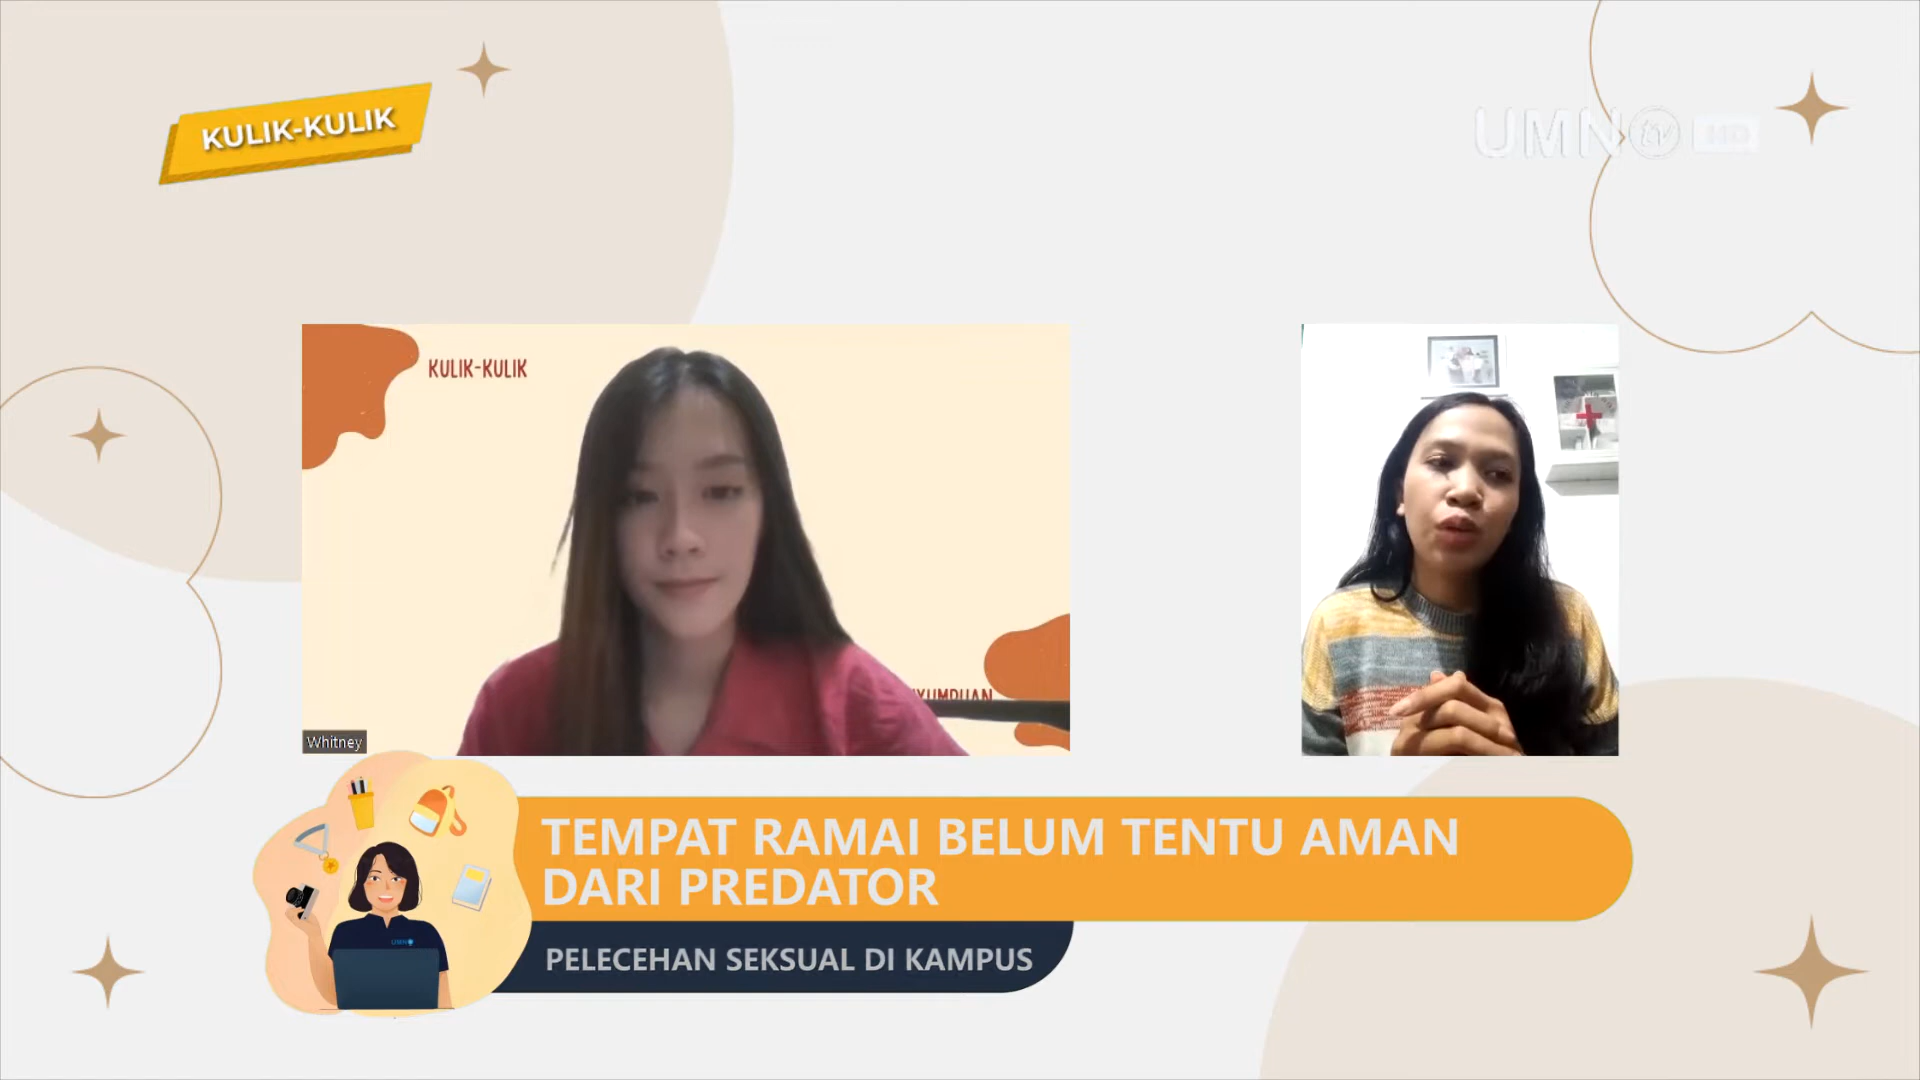 KULIK-KULIK
UMN tv HD
KULIK-KULIK
Whitney
TEMPAT RAMAI BELUM TENTU AMAN
DARI PREDATOR
PELECEHAN SEKSUAL DI KAMPUS
UMN